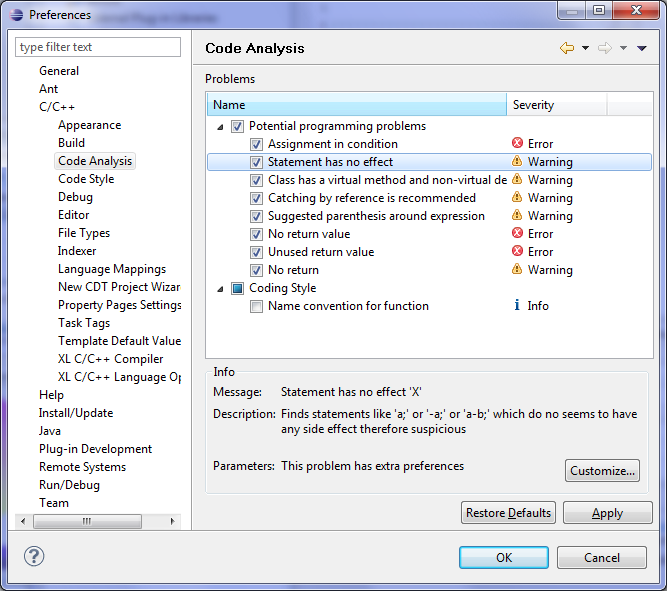 Preferences
type filter text
General
Ant
C/C++
Appearance
Build
Code Analysis
Code Style
Debug
Editor
File Types
Indexer
Language Mappings
New CDT Project Wizar
Property Pages Settings
Task Tags
Template Default Value
XL C/C++ Compiler
XL C/C++ Language Op
Help
Install/Update
Java
Plug-in Development
Remote Systems
Run/Debug
Team
Code Analysis
Problems
Name Severity
Potential programming problems
Assignment in condition Error
Statement has no effect Warning
Class has a virtual method and non-virtual de Warning
Catching by reference is recommended Warning
Suggested parenthesis around expression Warning
No return value Error
Unused return value Error
No return Warning
Coding Style
Name convention for function Info
Info
Message: Statement has no effect 'X'
Description: Finds statements like 'a;' or '-a;' or 'a-b;' which do no seems to have
any side effect therefore suspicious
Parameters: This problem has extra preferences
Customize...
Restore Defaults Apply
OK Cancel